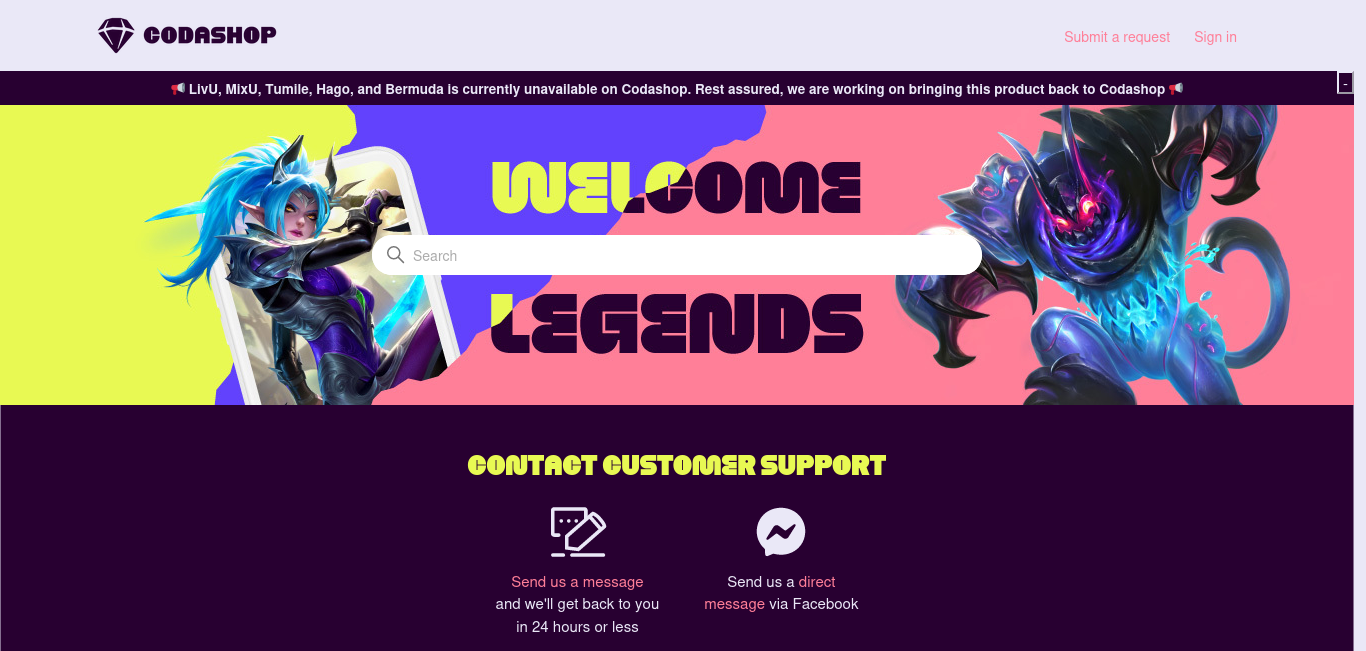 CODASHOP
Submit a request
Sign in
📢 LivU, MixU, Tumile, Hago, and Bermuda is currently unavailable on Codashop. Rest assured, we are working on bringing this product back to Codashop 📢
-
WELCOME
Search
LEGENDS
CONTACT CUSTOMER SUPPORT
Send us a message
and we'll get back to you
in 24 hours or less
Send us a direct
message via Facebook